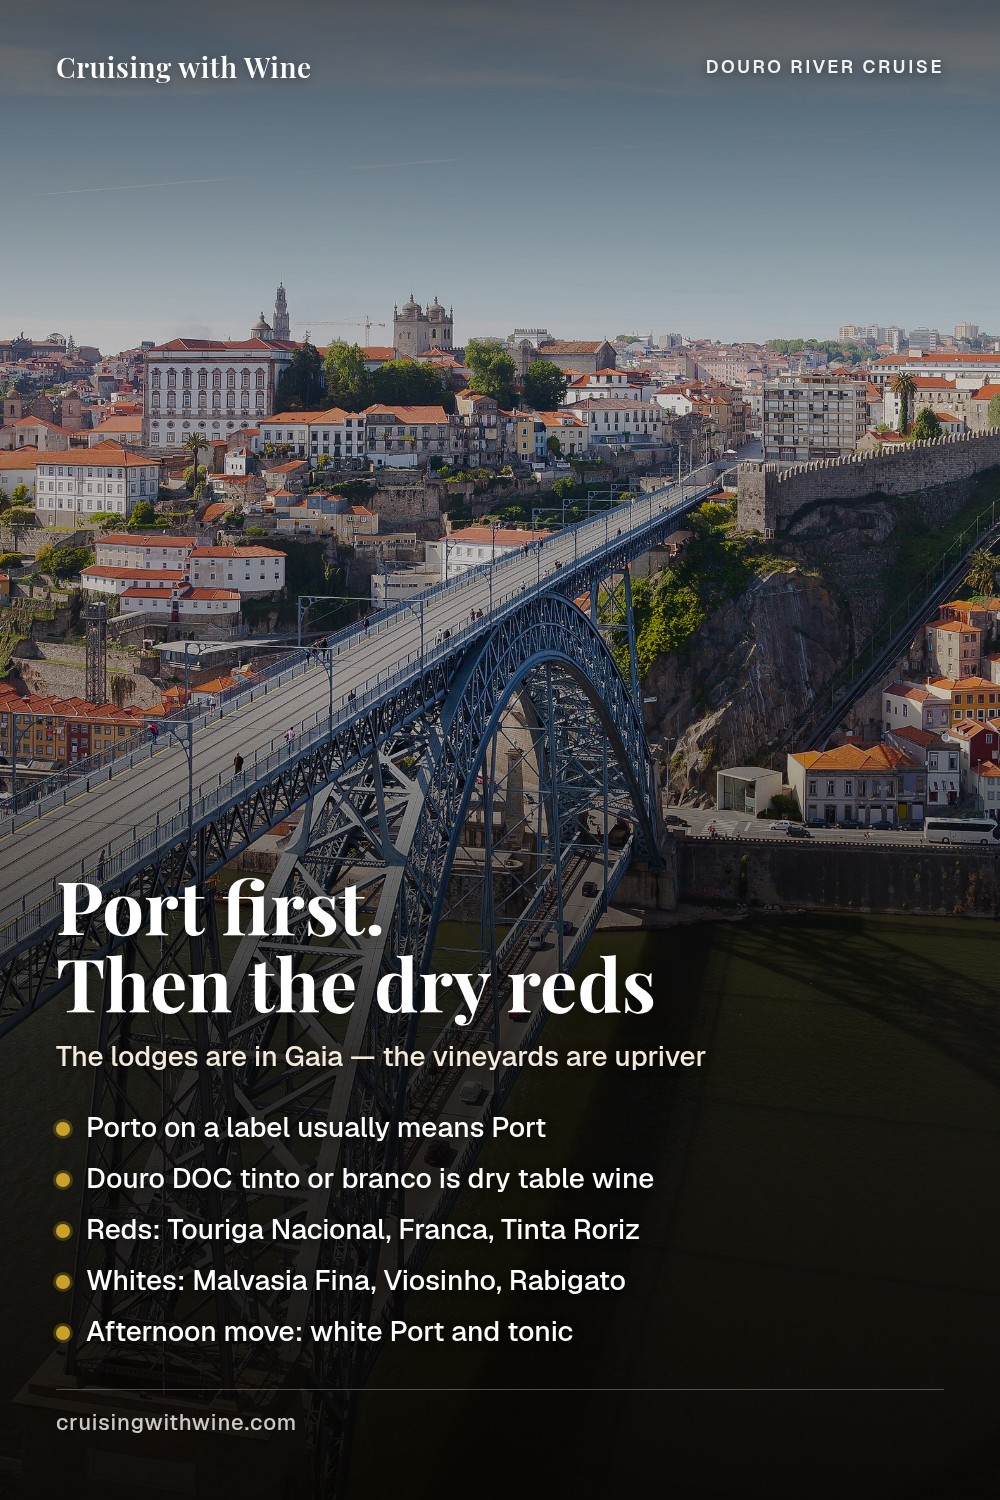 Cruising with Wine
DOURO RIVER CRUISE
Port first.
Then the dry reds
The lodges are in Gaia — the vineyards are upriver
Porto on a label usually means Port
Douro DOC tinto or branco is dry table wine
Reds: Touriga Nacional, Franca, Tinta Roriz
Whites: Malvasia Fina, Viosinho, Rabigato
Afternoon move: white Port and tonic
cruisingwithwine.com